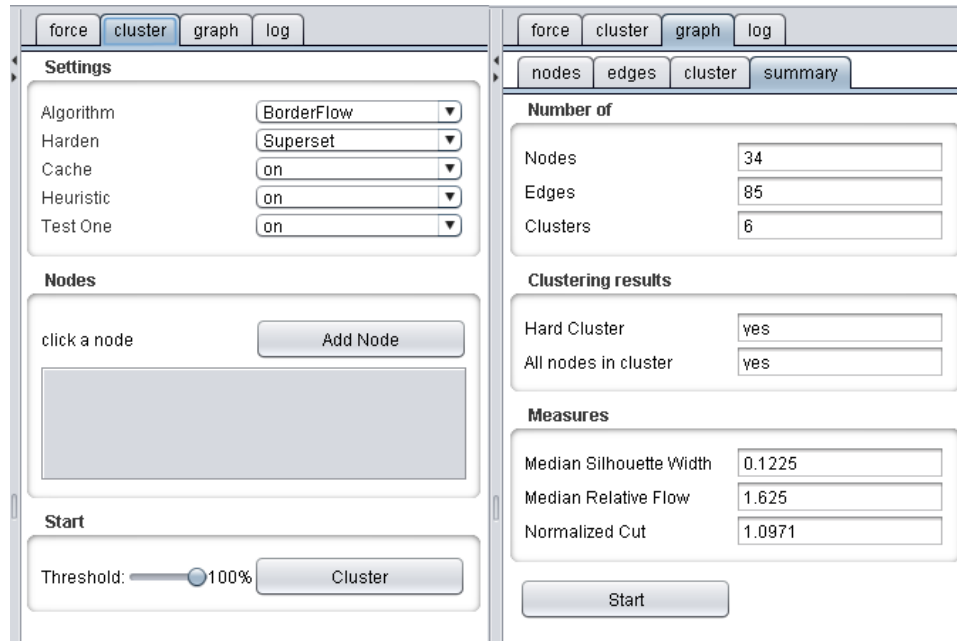 force cluster graph log
Settings
Algorithm BorderFlow
Harden Superset
Cache on
Heuristic on
Test One on
Nodes
click a node Add Node
Start
Threshold: 100% Cluster
force cluster graph log
nodes edges cluster summary
Number of
Nodes 34
Edges 85
Clusters 6
Clustering results
Hard Cluster yes
All nodes in cluster yes
Measures
Median Silhouette Width 0.1225
Median Relative Flow 1.625
Normalized Cut 1.0971
Start